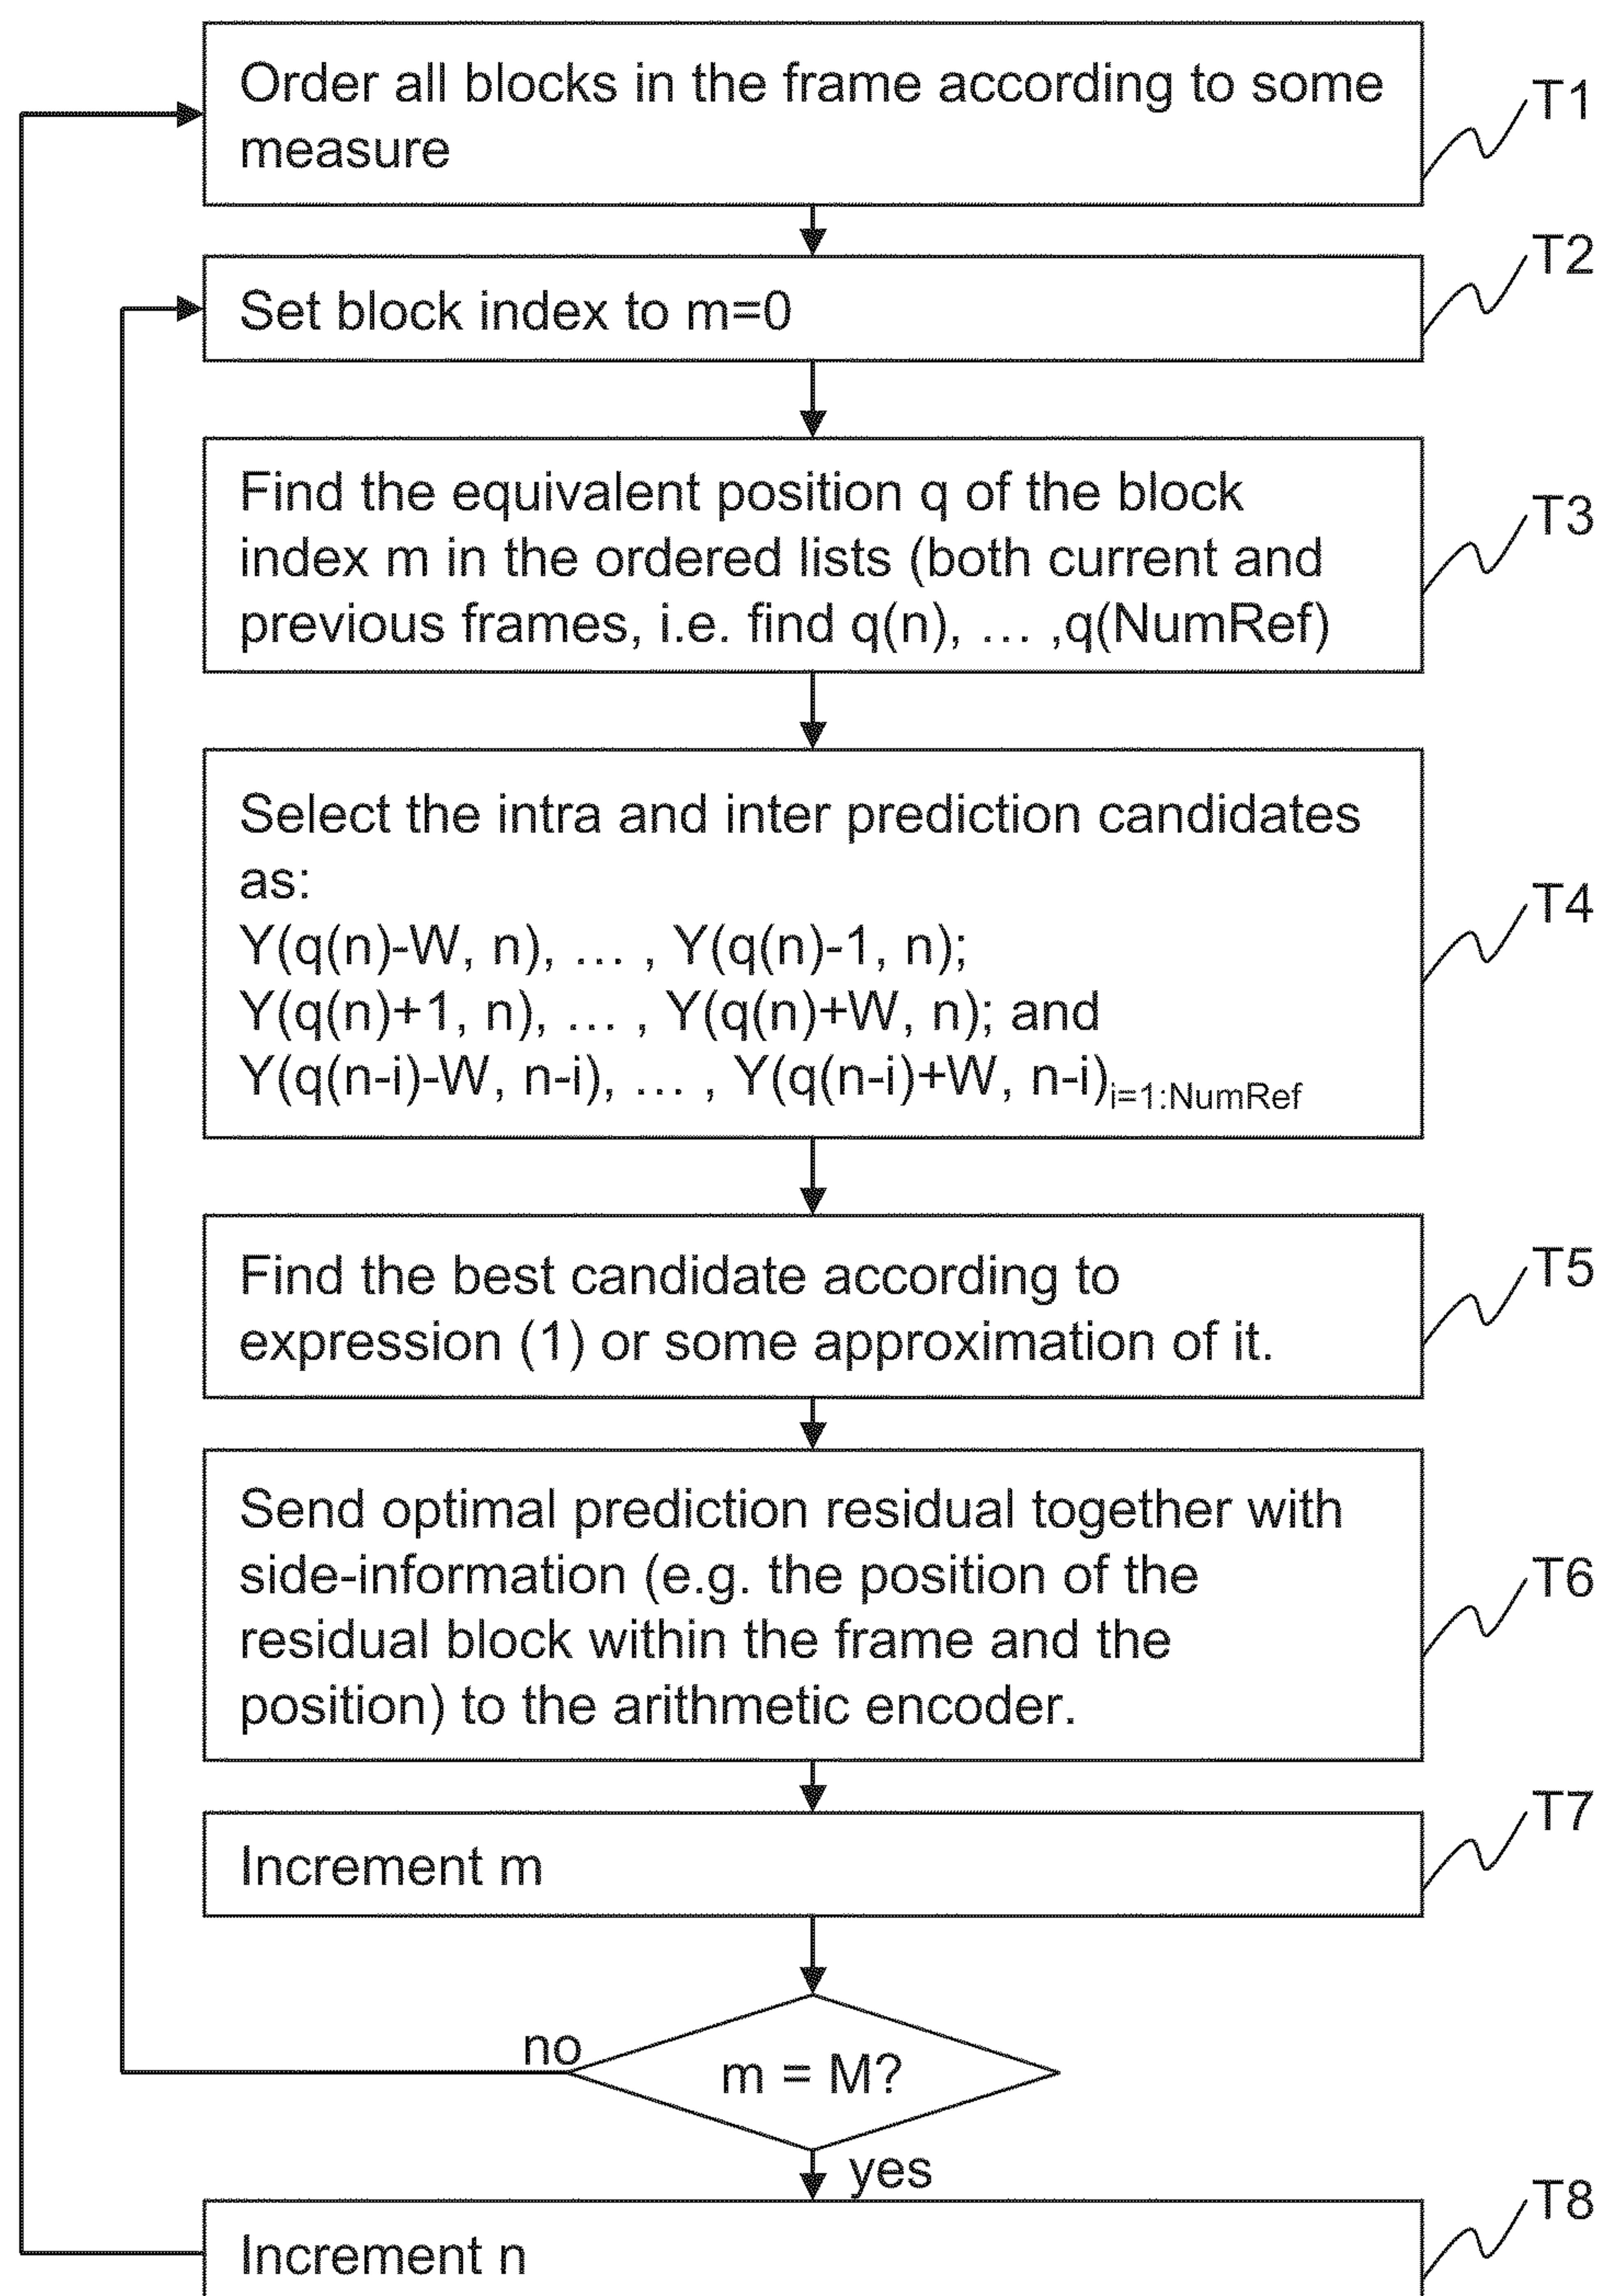 Order all blocks in the frame according to some
measure
T1
Set block index to m=0
T2
Find the equivalent position q of the block
index m in the ordered lists (both current and
previous frames, i.e. find q(n), … ,q(NumRef)
T3
Select the intra and inter prediction candidates
as:
Y(q(n)-W, n), … , Y(q(n)-1, n);
Y(q(n)+1, n), … , Y(q(n)+W, n); and
Y(q(n-i)-W, n-i), … , Y(q(n-i)+W, n-i)i=1:NumRef
T4
Find the best candidate according to
expression (1) or some approximation of it.
T5
Send optimal prediction residual together with
side-information (e.g. the position of the
residual block within the frame and the
position) to the arithmetic encoder.
T6
Increment m
T7
no
m = M?
yes
Increment n
T8